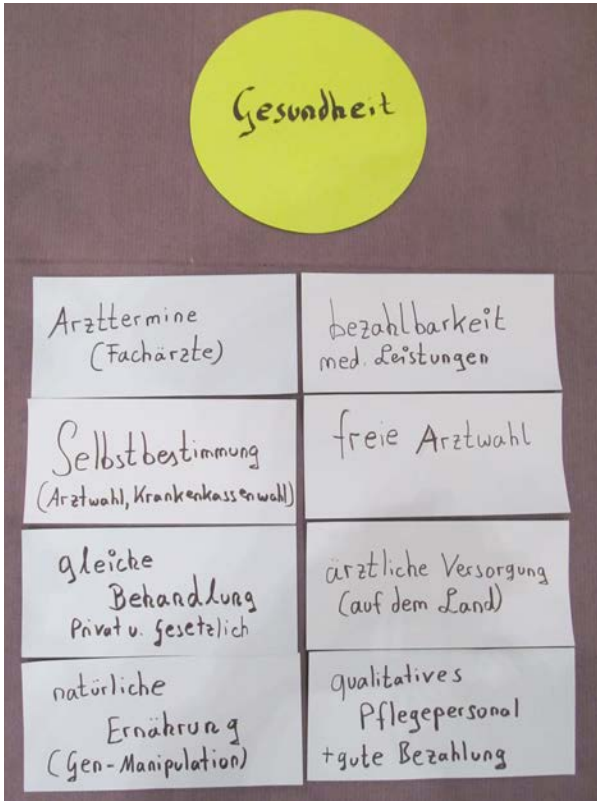 Gesundheit
Arzttermine
(Fachärzte)
bezahlbarkeit
med. Leistungen
Selbstbestimmung
(Arztwahl, Krankenkassenwahl)
freie Arztwahl
gleiche
Behandlung
Privat u. gesetzlich
ärztliche Versorgung
(auf dem Land)
natürliche
Ernährung
(Gen-Manipulation)
qualitatives
Pflegepersonal
+gute Bezahlung